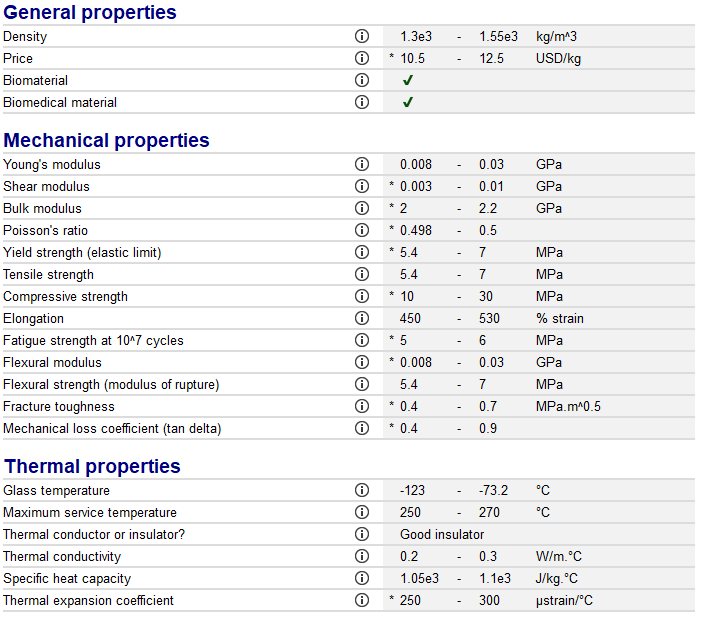 General properties
Density ⓘ 1.3e3 - 1.55e3 kg/m^3
Price ⓘ * 10.5 - 12.5 USD/kg
Biomaterial ⓘ ✔
Biomedical material ⓘ ✔
Mechanical properties
Young's modulus ⓘ 0.008 - 0.03 GPa
Shear modulus ⓘ * 0.003 - 0.01 GPa
Bulk modulus ⓘ * 2 - 2.2 GPa
Poisson's ratio ⓘ * 0.498 - 0.5
Yield strength (elastic limit) ⓘ * 5.4 - 7 MPa
Tensile strength ⓘ 5.4 - 7 MPa
Compressive strength ⓘ * 10 - 30 MPa
Elongation ⓘ 450 - 530 % strain
Fatigue strength at 10^7 cycles ⓘ * 5 - 6 MPa
Flexural modulus ⓘ * 0.008 - 0.03 GPa
Flexural strength (modulus of rupture) ⓘ 5.4 - 7 MPa
Fracture toughness ⓘ * 0.4 - 0.7 MPa.m^0.5
Mechanical loss coefficient (tan delta) ⓘ * 0.4 - 0.9
Thermal properties
Glass temperature ⓘ -123 - -73.2 °C
Maximum service temperature ⓘ 250 - 270 °C
Thermal conductor or insulator? ⓘ Good insulator
Thermal conductivity ⓘ 0.2 - 0.3 W/m.°C
Specific heat capacity ⓘ 1.05e3 - 1.1e3 J/kg.°C
Thermal expansion coefficient ⓘ * 250 - 300 µstrain/°C